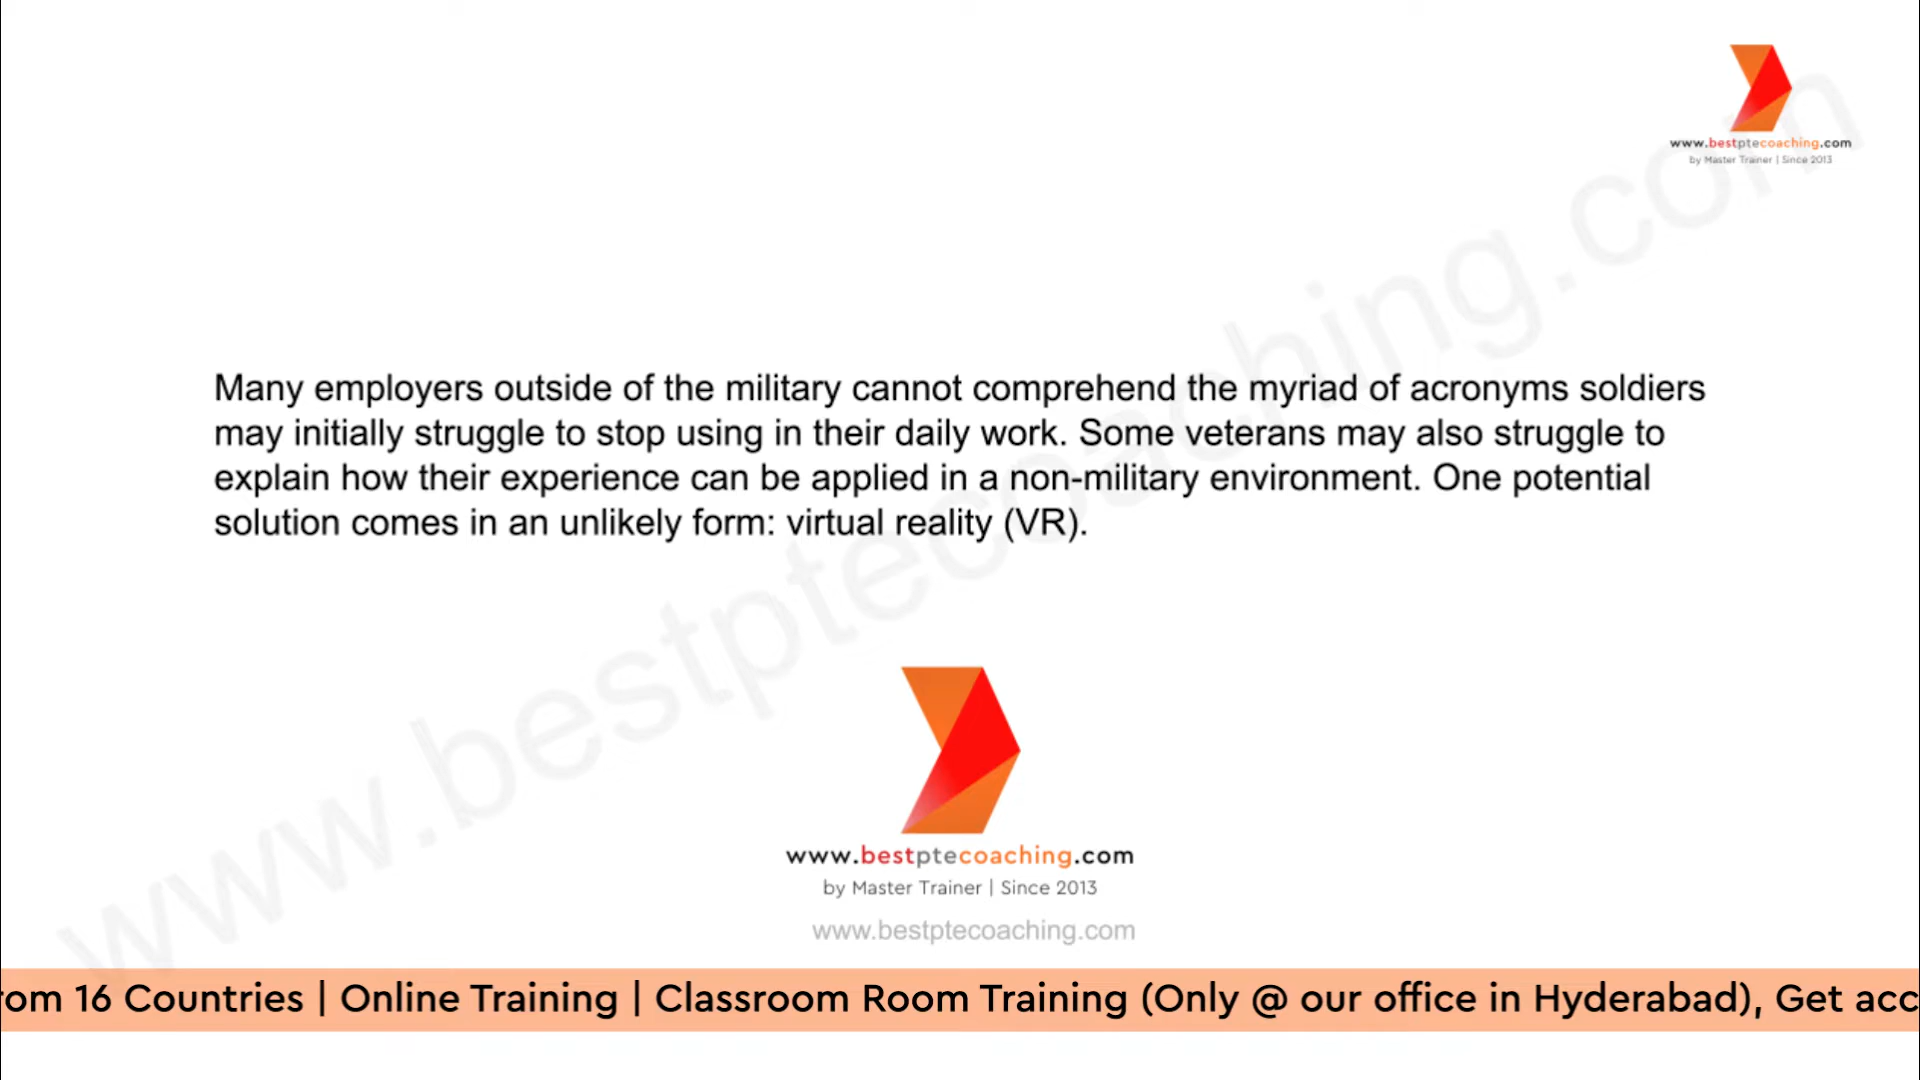 www.bestptecoaching.com
by Master Trainer | Since 2013
Many employers outside of the military cannot comprehend the myriad of acronyms soldiers
may initially struggle to stop using in their daily work. Some veterans may also struggle to
explain how their experience can be applied in a non-military environment. One potential
solution comes in an unlikely form: virtual reality (VR).
www.bestptecoaching.com
www.bestptecoaching.com
by Master Trainer | Since 2013
www.bestptecoaching.com
16 Countries | Online Training | Classroom Room Training (Only @ our office in Hyderabad), Get